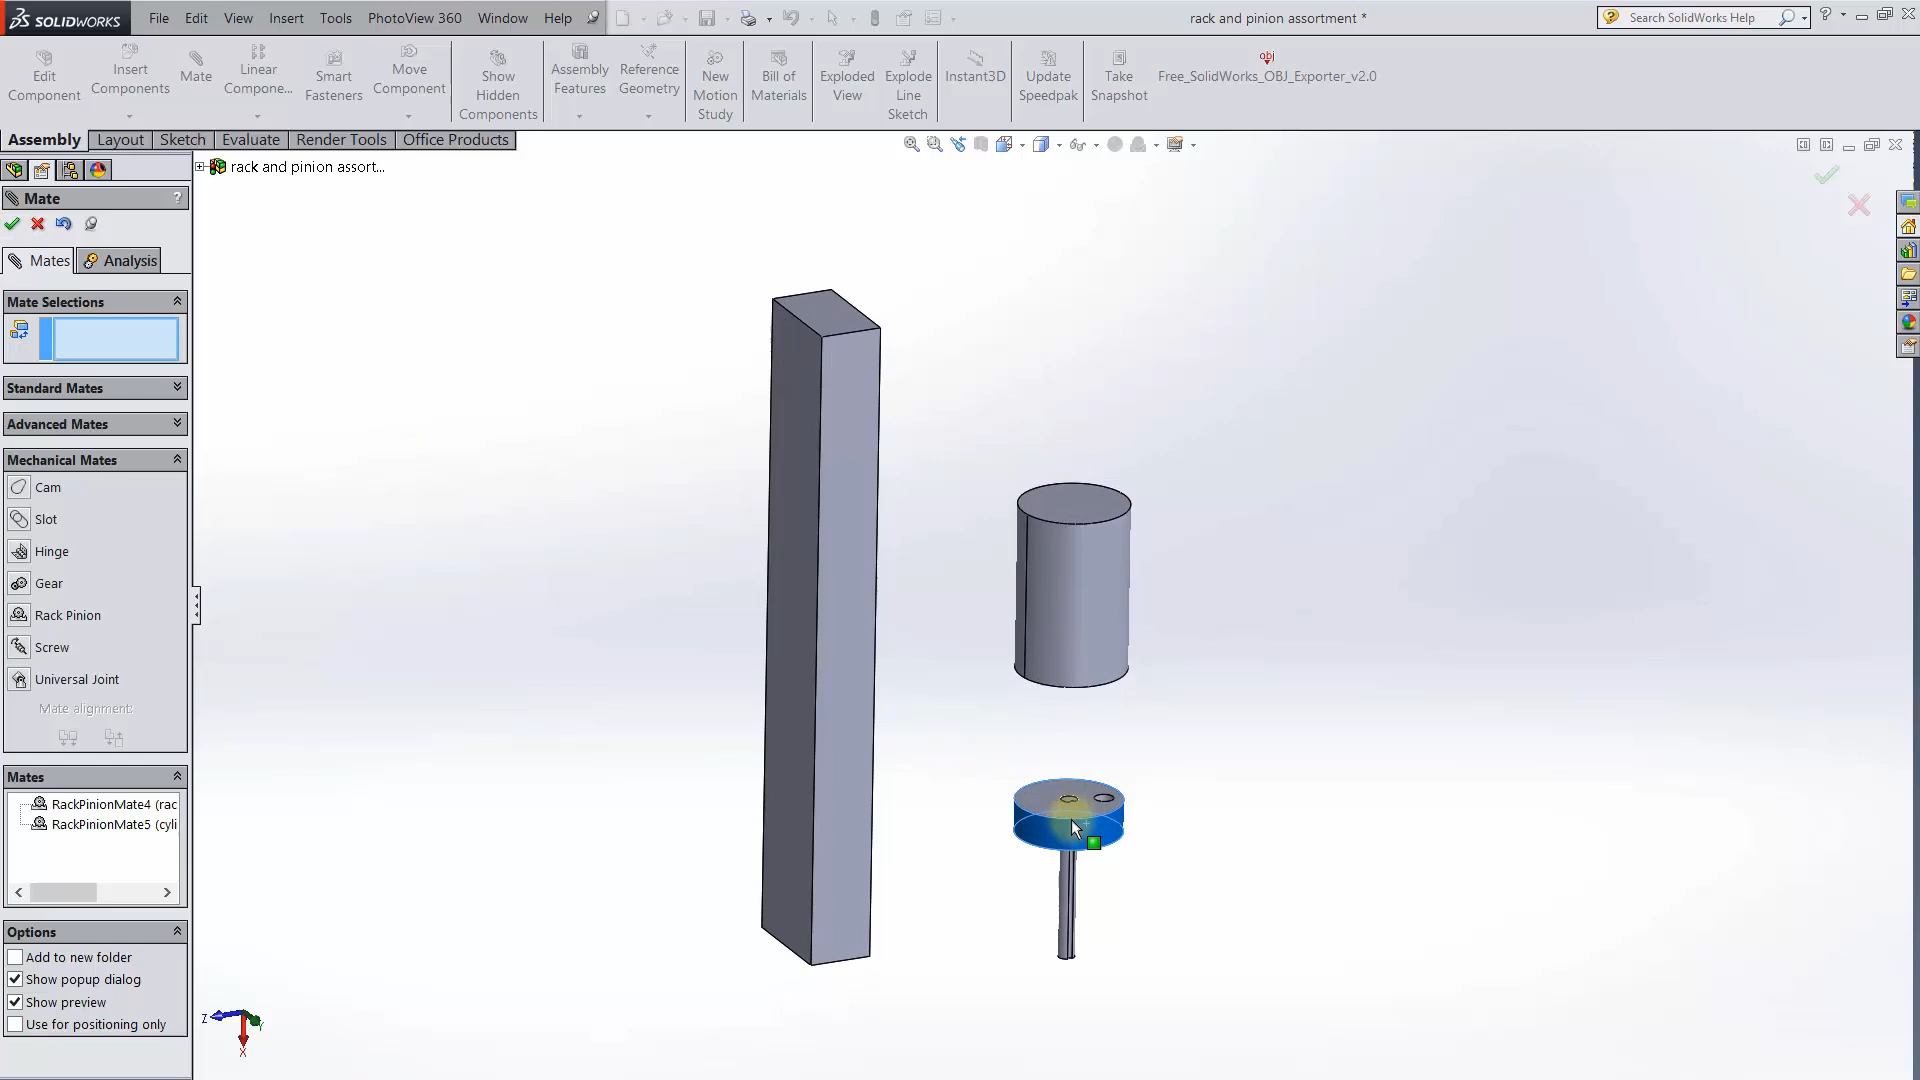 SOLIDWORKS File Edit View Insert Tools PhotoView 360 Window Help rack and pinion assortment * Search SolidWorks Help
Edit Component
Insert Components
Mate
Linear Compone...
Smart Fasteners
Move Component
Show Hidden Components
Assembly Features
Reference Geometry
New Motion Study
Bill of Materials
Exploded View
Explode Line Sketch
Instant3D
Update Speedpak
Take Snapshot
obj
Free_SolidWorks_OBJ_Exporter_v2.0
Assembly Layout Sketch Evaluate Render Tools Office Products
rack and pinion assort...
Mate ?
Mates Analysis
Mate Selections
Standard Mates
Advanced Mates
Mechanical Mates
Cam
Slot
Hinge
Gear
Rack Pinion
Screw
Universal Joint
Mate alignment:
Mates
RackPinionMate4 (rac
RackPinionMate5 (cyli
Options
Add to new folder
Show popup dialog
Show preview
Use for positioning only
Z
Y
X